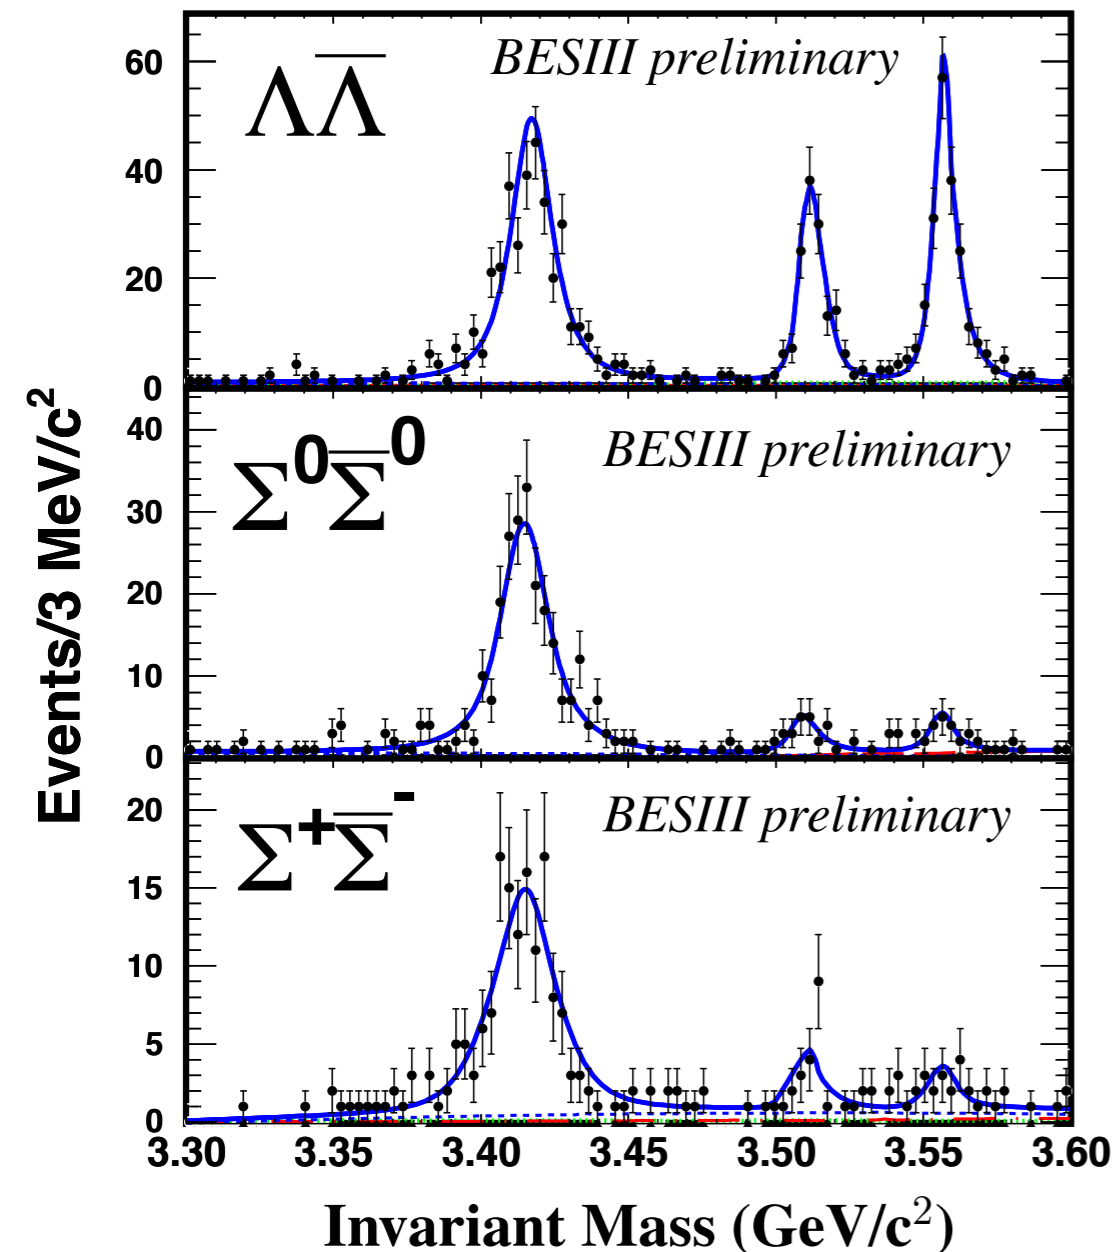 Events/3 MeV/c²
ΛΛ̅
BESIII preliminary
60
40
20
0
Σ⁰Σ̅⁰
BESIII preliminary
40
30
20
10
0
Σ⁺Σ̅⁻
BESIII preliminary
20
15
10
5
0
3.30 3.35 3.40 3.45 3.50 3.55 3.60
Invariant Mass (GeV/c²)